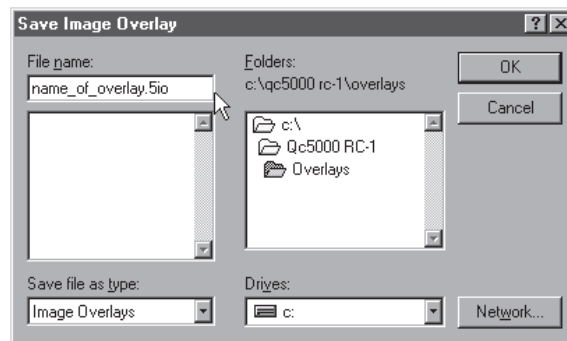 Save Image Overlay
File name:
name_of_overlay.5io
Folders:
c:\qc5000 rc-1\overlays
c:\
Qc5000 RC-1
Overlays
OK
Cancel
Save file as type:
Image Overlays
Drives:
c:
Network...